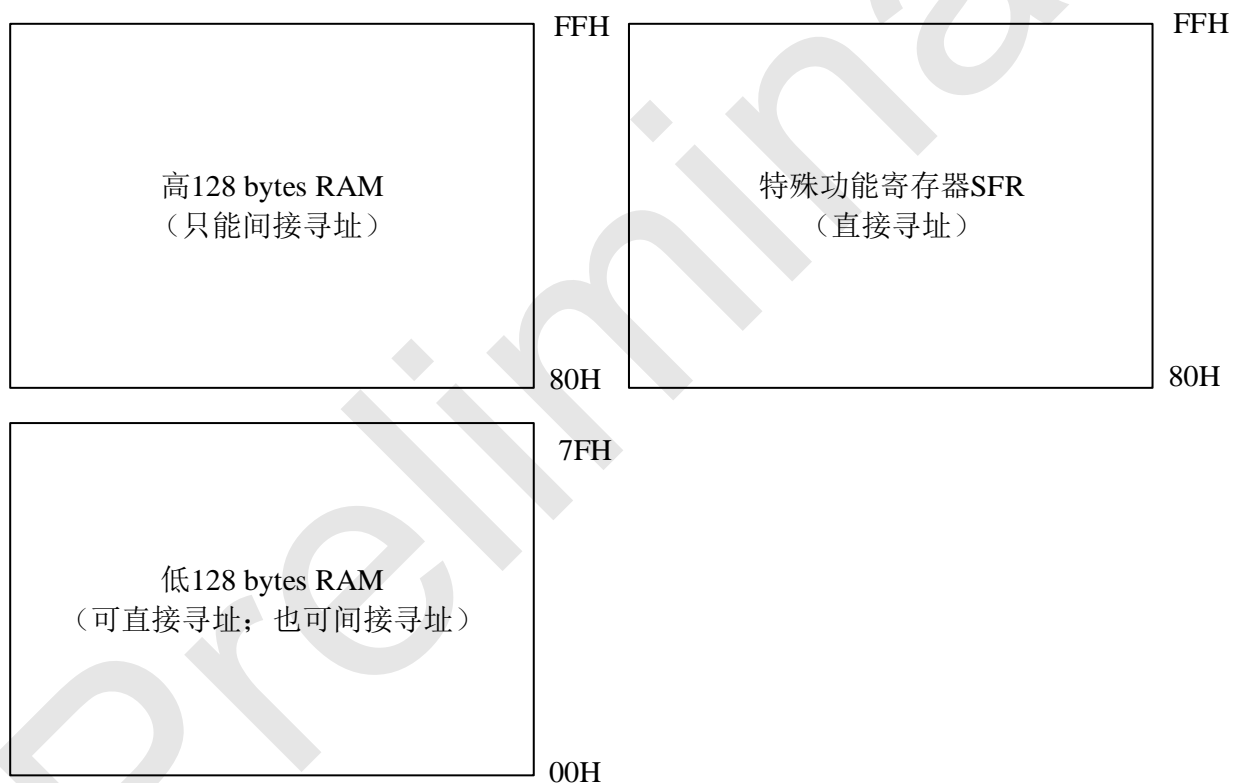 FFH
高128 bytes RAM
（只能间接寻址）
80H
FFH
特殊功能寄存器SFR
（直接寻址）
80H
7FH
低128 bytes RAM
（可直接寻址；也可间接寻址）
00H
Prelimina